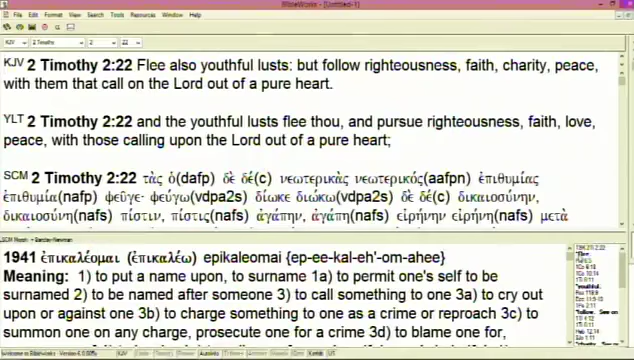 BibleWorks - [Untitled-1]
File Edit Format View Search Tools Resources Window Help
KJV 2 Timothy 2 22
KJV 2 Timothy 2:22 Flee also youthful lusts: but follow righteousness, faith, charity, peace,
with them that call on the Lord out of a pure heart.
YLT 2 Timothy 2:22 and the youthful lusts flee thou, and pursue righteousness, faith, love,
peace, with those calling upon the Lord out of a pure heart;
SCM 2 Timothy 2:22 τὰς ὁ(dafp) δὲ δέ(c) νεωτερικὰς νεωτερικός(aafpn) ἐπιθυμίας
ἐπιθυμία(nafp) φεῦγε· φεύγω(vdpa2s) δίωκε διώκω(vdpa2s) δὲ δέ(c) δικαιοσύνην,
δικαιοσύνη(nafs) πίστιν, πίστις(nafs) ἀγάπην, ἀγάπη(nafs) εἰρήνην εἰρήνη(nafs) μετὰ
1941 ἐπικαλέομαι (ἐπικαλέω) epikaleomai {ep-ee-kal-eh'-om-ahee}
Meaning: 1) to put a name upon, to surname 1a) to permit one's self to be
surnamed 2) to be named after someone 3) to call something to one 3a) to cry out
upon or against one 3b) to charge something to one as a crime or reproach 3c) to
summon one on any charge, prosecute one for a crime 3d) to blame one for,